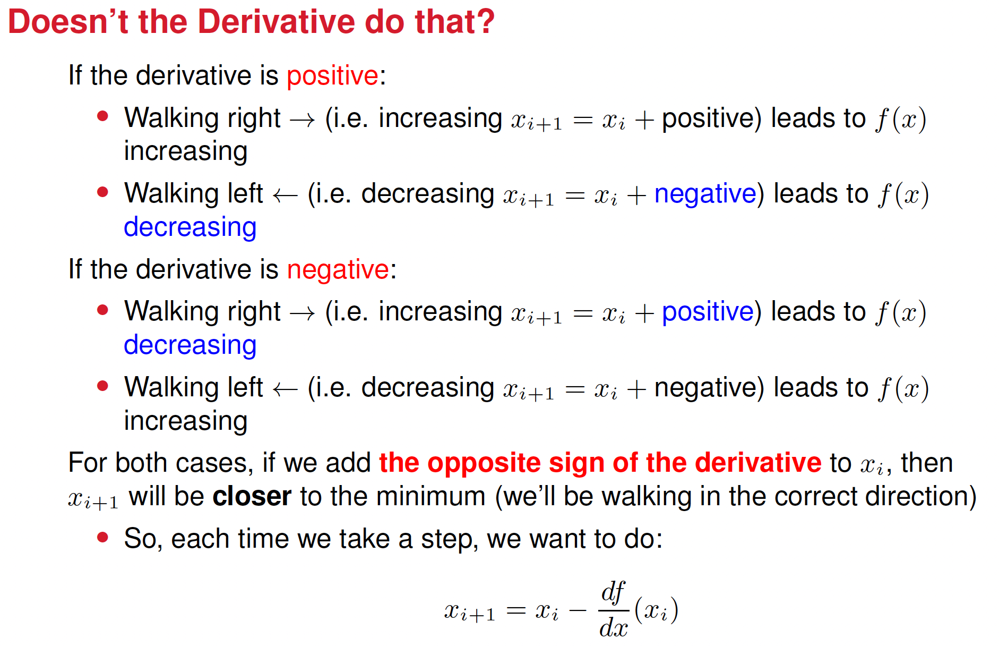 Doesn't the Derivative do that?
If the derivative is positive:
• Walking right → (i.e. increasing x_{i+1} = x_i + positive) leads to f(x)
increasing
• Walking left ← (i.e. decreasing x_{i+1} = x_i + negative) leads to f(x)
decreasing
If the derivative is negative:
• Walking right → (i.e. increasing x_{i+1} = x_i + positive) leads to f(x)
decreasing
• Walking left ← (i.e. decreasing x_{i+1} = x_i + negative) leads to f(x)
increasing
For both cases, if we add the opposite sign of the derivative to x_i, then
x_{i+1} will be closer to the minimum (we'll be walking in the correct direction)
• So, each time we take a step, we want to do:
x_{i+1} = x_i − \frac{df}{dx}(x_i)